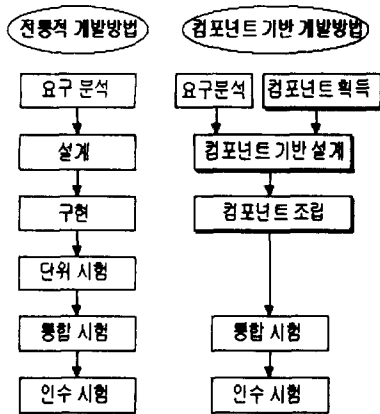 전통적 개발방법
요구 분석
설계
구현
단위 시험
통합 시험
인수 시험
컴포넌트 기반 개발방법
요구분석
컴포넌트 획득
컴포넌트 기반 설계
컴포넌트 조립
통합 시험
인수 시험